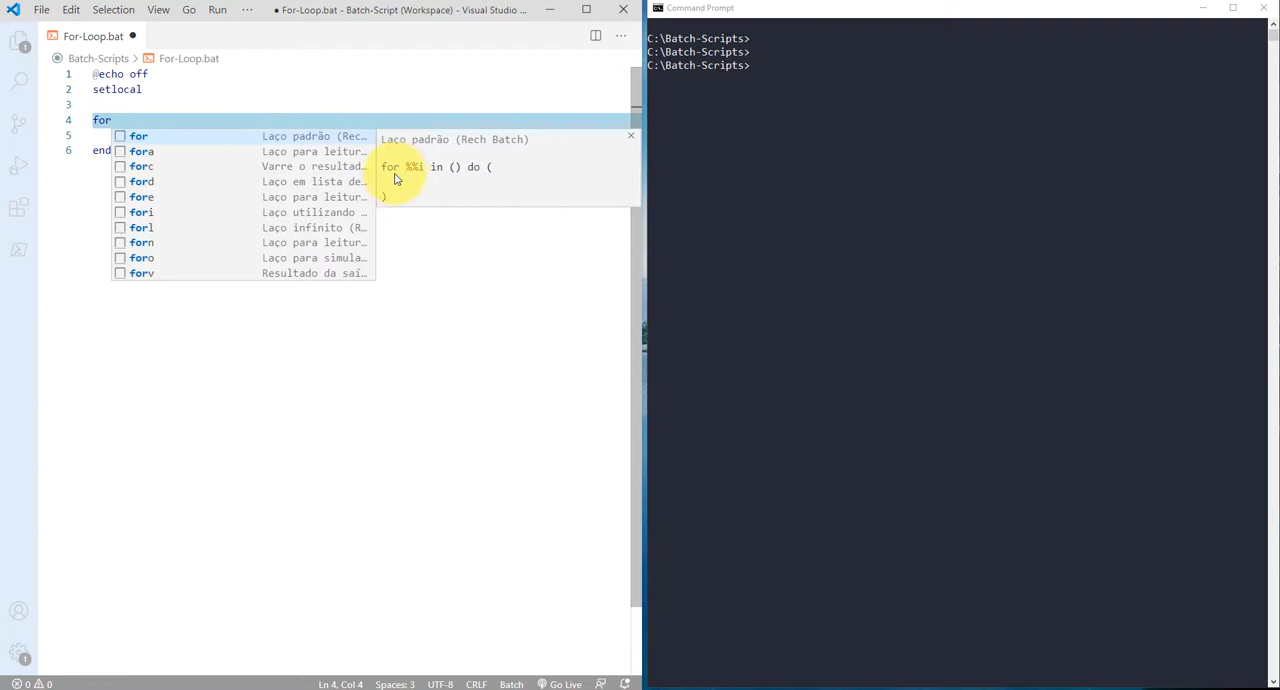 File Edit Selection View Go Run ··· ● For-Loop.bat - Batch-Script (Workspace) - Visual Studio ...
For-Loop.bat ●
Batch-Scripts > For-Loop.bat
1 @echo off
2 setlocal
3
4 for
5
6 end
for Laço padrão (Rec...
fora Laço para leitur...
forc Varre o resultad...
ford Laço em lista de...
fore Laço para leitur...
fori Laço utilizando ...
forl Laço infinito (R...
forn Laço para leitur...
foro Laço para simula...
forv Resultado da saí...
Laço padrão (Rech Batch)
for %%i in () do (
)
1
1
0 0 Ln 4, Col 4 Spaces: 3 UTF-8 CRLF Batch Go Live
Command Prompt
C:\Batch-Scripts>
C:\Batch-Scripts>
C:\Batch-Scripts>